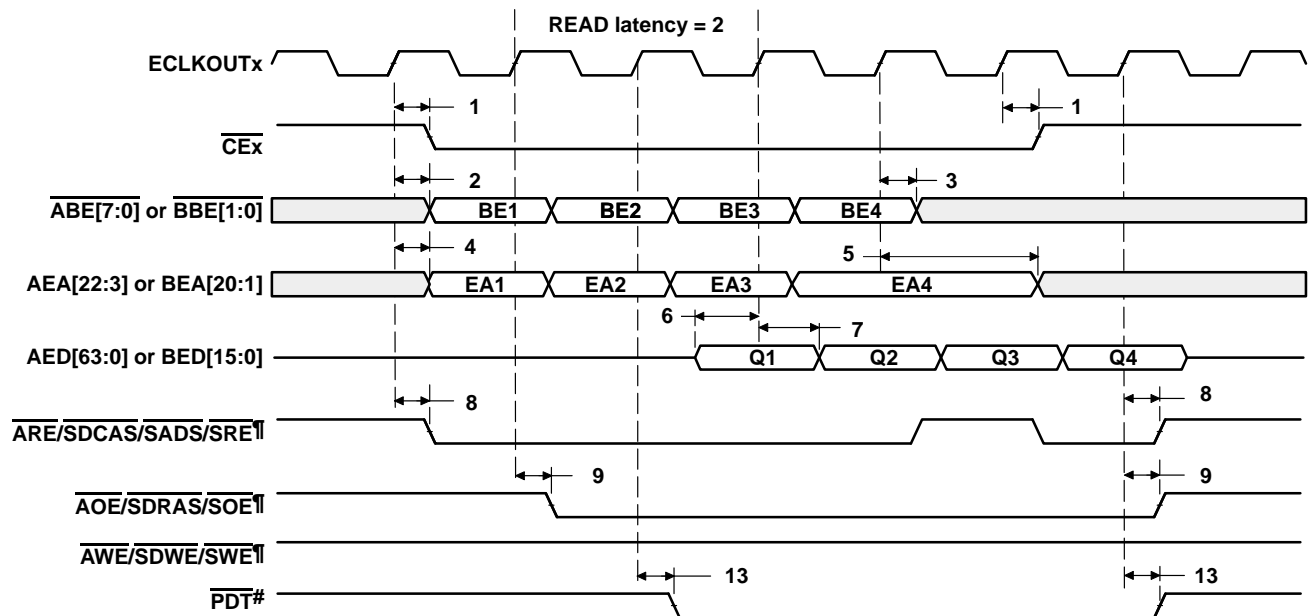 READ latency = 2
ECLKOUTx
1
1
CEx
2
3
ABE[7:0] or BBE[1:0]
BE1
BE2
BE3
BE4
4
5
AEA[22:3] or BEA[20:1]
EA1
EA2
EA3
EA4
6
7
AED[63:0] or BED[15:0]
Q1
Q2
Q3
Q4
8
8
ARE/SDCAS/SADS/SRE¶
9
9
AOE/SDRAS/SOE¶
AWE/SDWE/SWE¶
13
13
PDT#